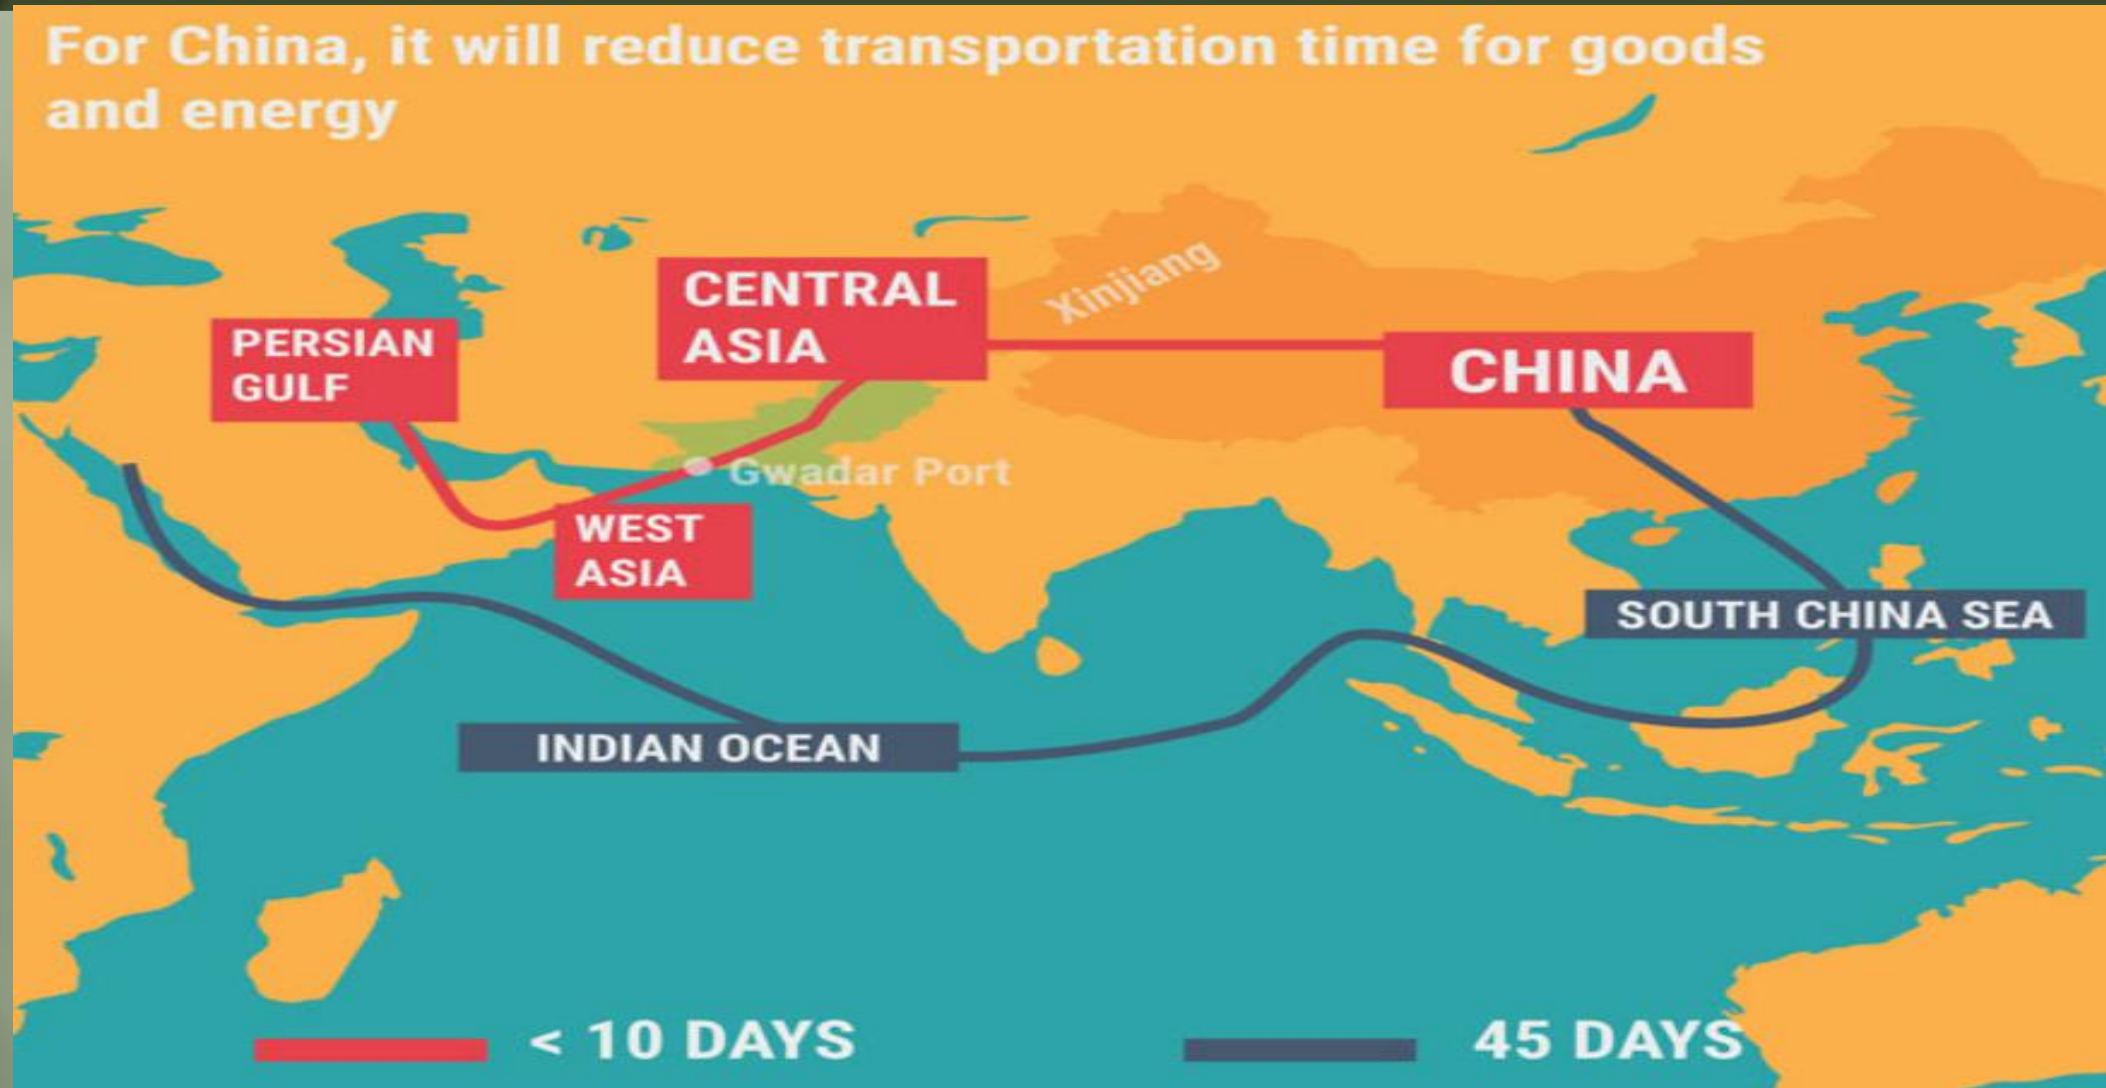 For China, it will reduce transportation time for goods
and energy
Xinjiang
CENTRAL
ASIA
PERSIAN
GULF
CHINA
Gwadar Port
WEST
ASIA
SOUTH CHINA SEA
INDIAN OCEAN
< 10 DAYS
45 DAYS